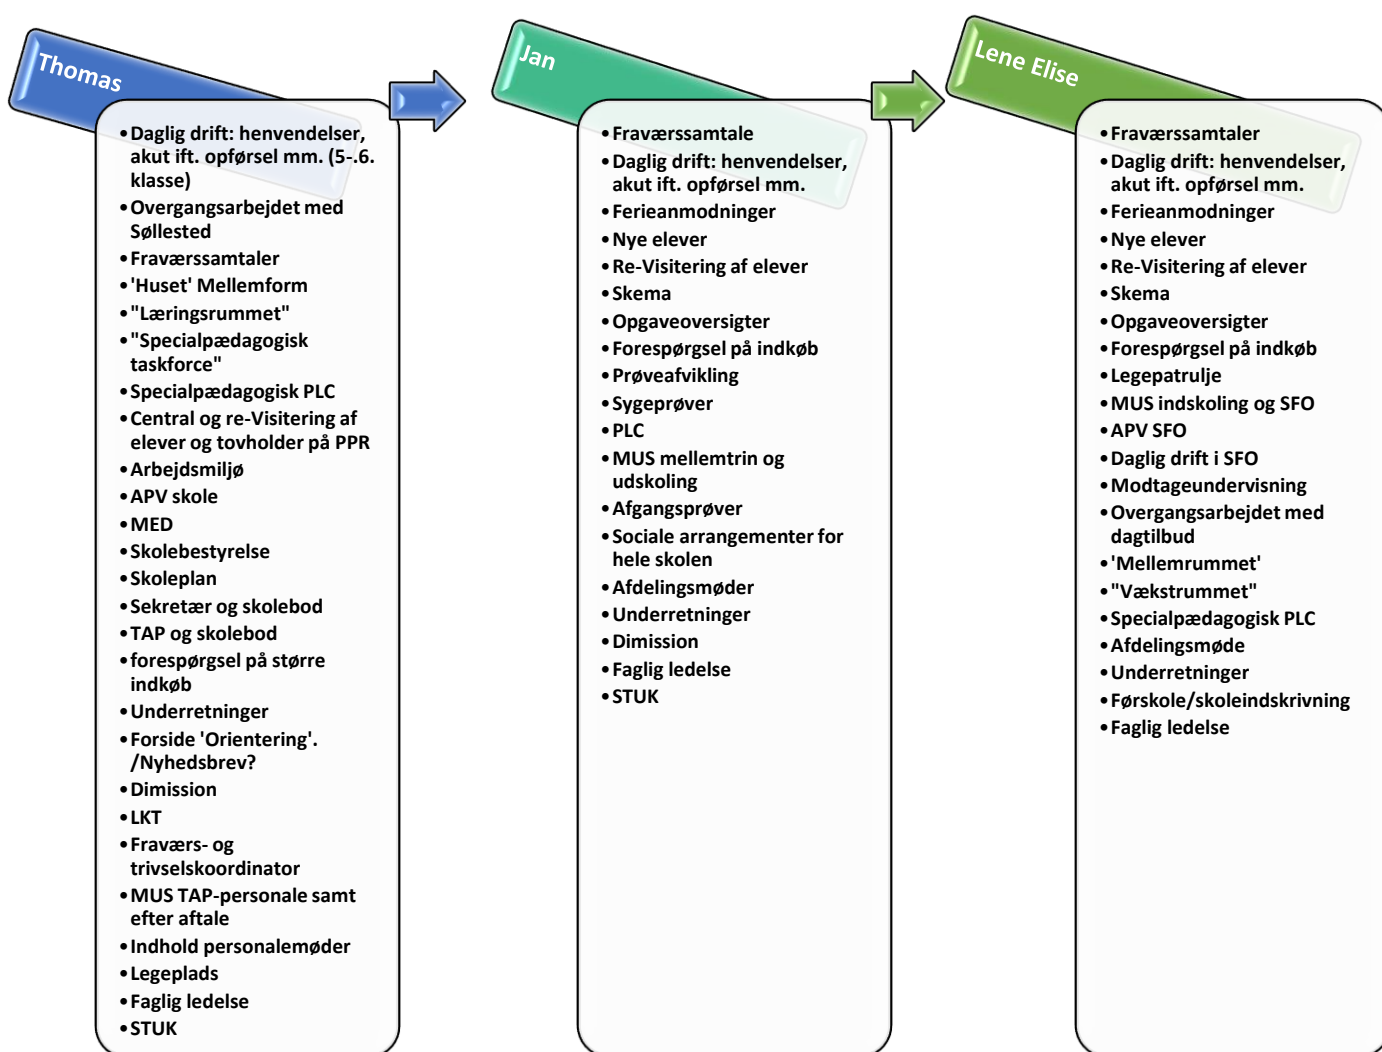 Thomas
• Daglig drift: henvendelser,
akut ift. opførsel mm. (5-.6.
klasse)
• Overgangsarbejdet med
Søllested
• Fraværssamtaler
• 'Huset' Mellemform
• "Læringsrummet"
• "Specialpædagogisk
taskforce"
• Specialpædagogisk PLC
• Central og re-Visitering af
elever og tovholder på PPR
• Arbejdsmiljø
• APV skole
• MED
• Skolebestyrelse
• Skoleplan
• Sekretær og skolebod
• TAP og skolebod
• forespørgsel på større
indkøb
• Underretninger
• Forside 'Orientering'.
/Nyhedsbrev?
• Dimission
• LKT
• Fraværs- og
trivselskoordinator
• MUS TAP-personale samt
efter aftale
• Indhold personalemøder
• Legeplads
• Faglig ledelse
• STUK
Jan
• Fraværssamtale
• Daglig drift: henvendelser,
akut ift. opførsel mm.
• Ferieanmodninger
• Nye elever
• Re-Visitering af elever
• Skema
• Opgaveoversigter
• Forespørgsel på indkøb
• Prøveafvikling
• Sygeprøver
• PLC
• MUS mellemtrin og
udskoling
• Afgangsprøver
• Sociale arrangementer for
hele skolen
• Afdelingsmøder
• Underretninger
• Dimission
• Faglig ledelse
• STUK
Lene Elise
• Fraværssamtaler
• Daglig drift: henvendelser,
akut ift. opførsel mm.
• Ferieanmodninger
• Nye elever
• Re-Visitering af elever
• Skema
• Opgaveoversigter
• Forespørgsel på indkøb
• Legepatrulje
• MUS indskoling og SFO
• APV SFO
• Daglig drift i SFO
• Modtageundervisning
• Overgangsarbejdet med
dagtilbud
• 'Mellemrummet'
• "Vækstrummet"
• Specialpædagogisk PLC
• Afdelingsmøde
• Underretninger
• Førskole/skoleindskrivning
• Faglig ledelse